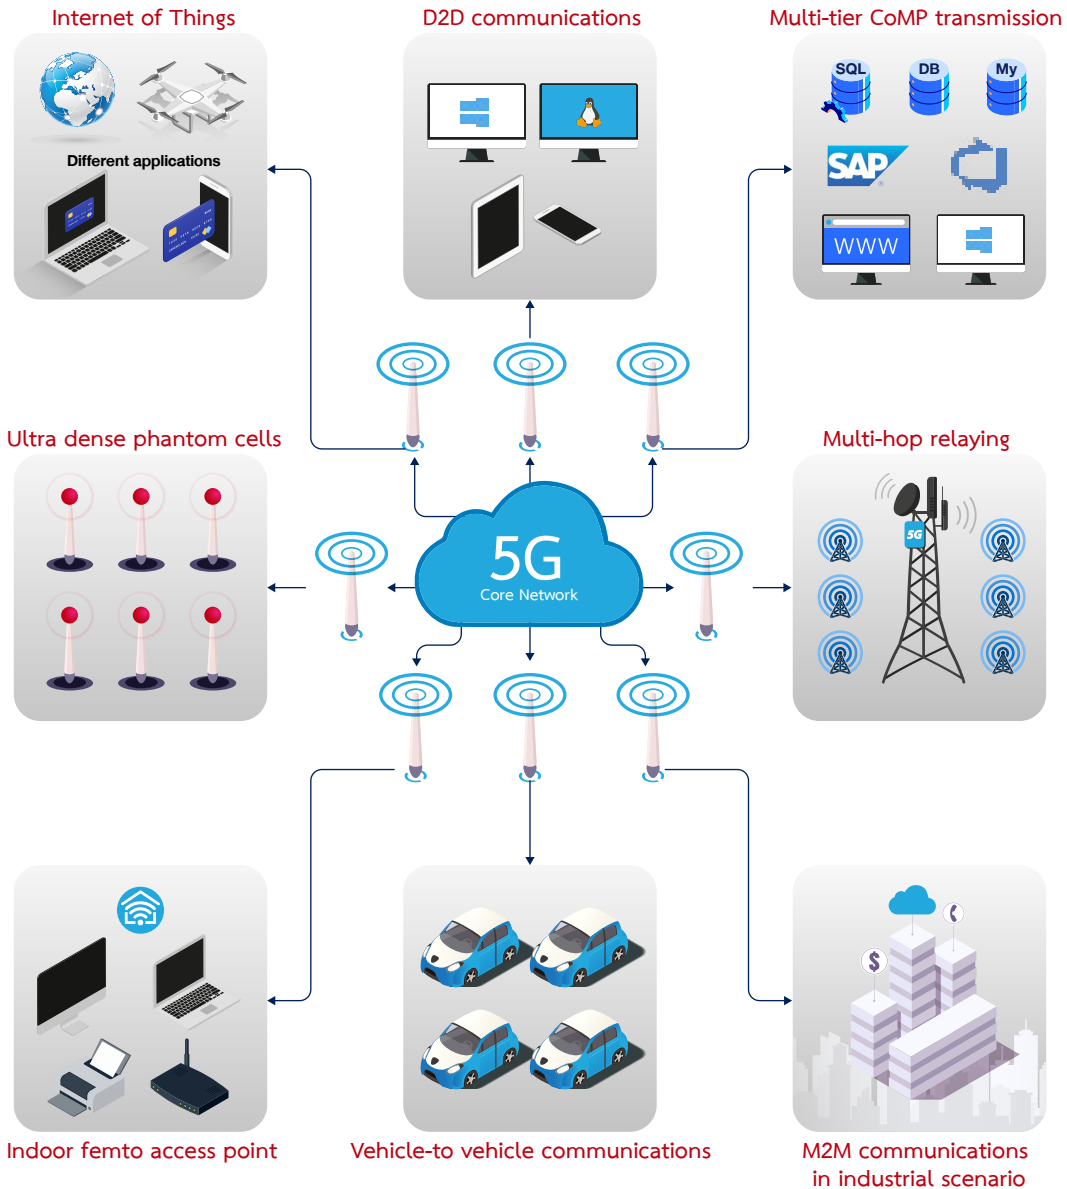 Internet of Things
D2D communications
Multi-tier CoMP transmission
SQL
DB
My
Different applications
SAP
®
WWW
Ultra dense phantom cells
Multi-hop relaying
5G
5G
Core Network
$
Indoor femto access point
Vehicle-to vehicle communications
M2M communications
in industrial scenario